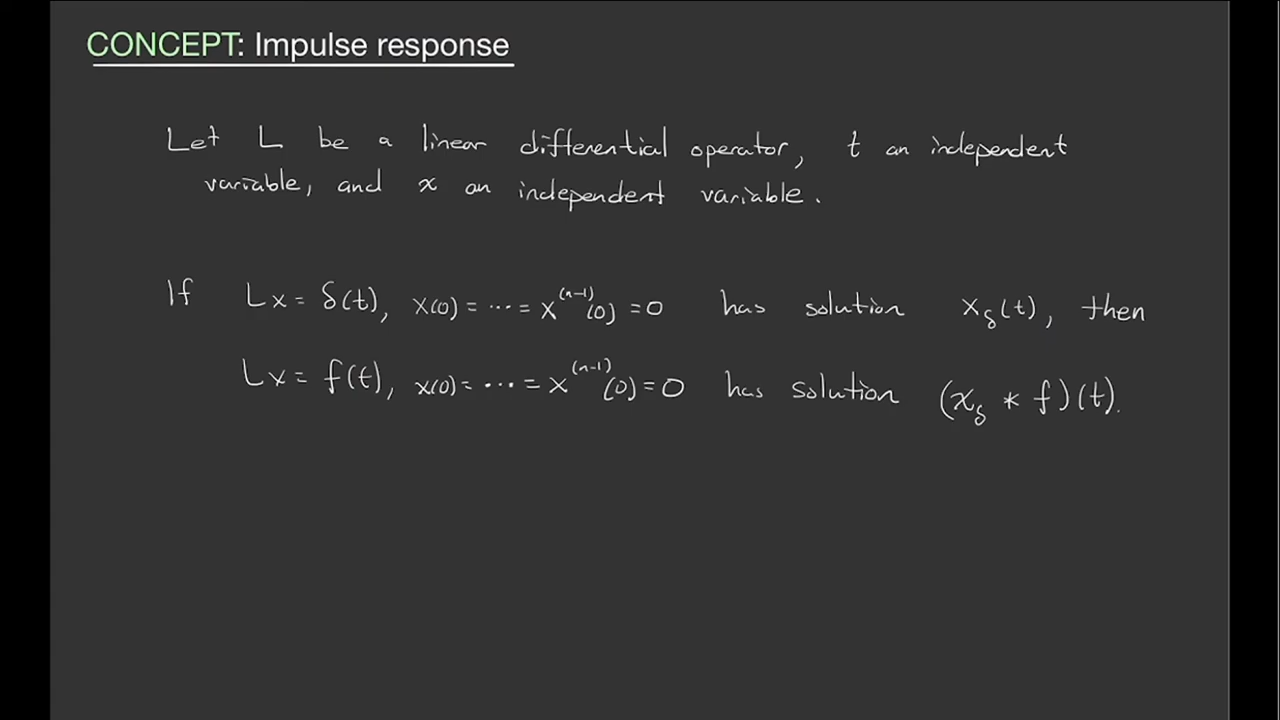 CONCEPT: Impulse response
Let L be a linear differential operator, t an independent
variable, and x an independent variable.
If Lx = δ(t), x(0) = ⋯ = x⁽ⁿ⁻¹⁾(0) = 0 has solution x_δ(t), then
Lx = f(t), x(0) = ⋯ = x⁽ⁿ⁻¹⁾(0) = 0 has solution (x_δ * f)(t).